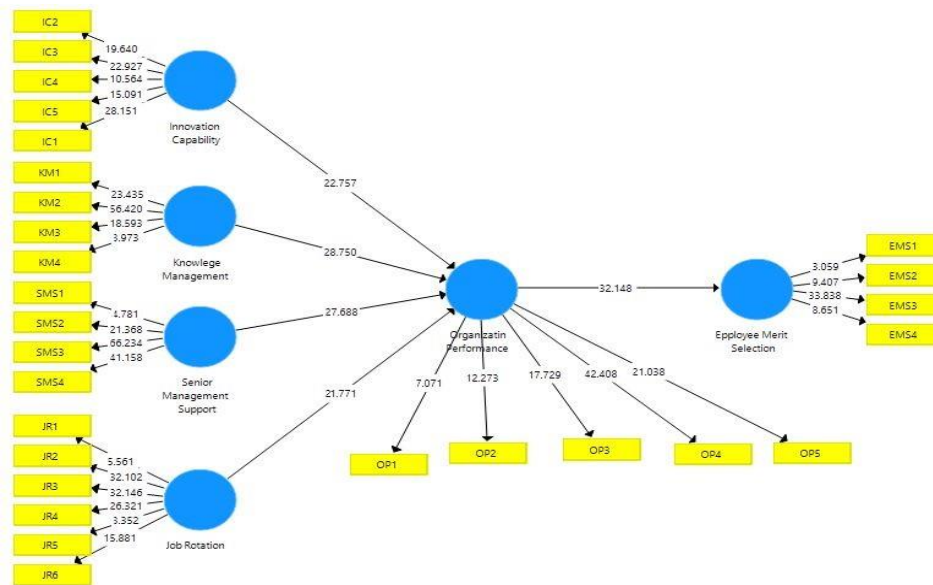 IC2
IC3
IC4
IC5
IC1
19.640
22.927
10.564
15.091
28.151
Innovation
Capability
KM1
KM2
KM3
KM4
23.435
56.420
18.593
Knowlege
Management
SMS1
SMS2
SMS3
SMS4
4.781
21.368
66.234
41.158
Senior
Management
Support
JR1
JR2
JR3
JR4
JR5
JR6
5.561
32.102
32.146
26.321
15.881
Job Rotation
22.757
28.750
27.688
21.771
Organizatin
Performance
7.071
12.273
17.729
42.408
21.038
OP1
OP2
OP3
OP4
OP5
32.148
Epployee Merit
Selection
3.059
9.407
33.838
8.651
EMS1
EMS2
EMS3
EMS4